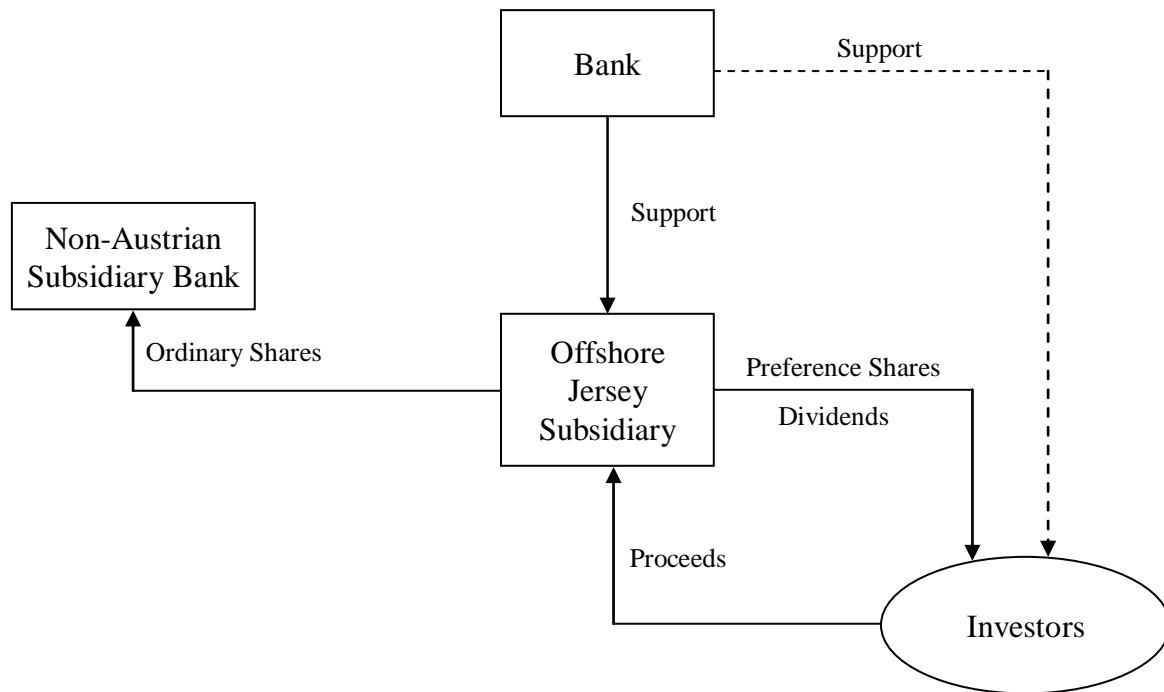 Support
Bank
Support
Non-Austrian
Subsidiary Bank
Ordinary Shares
Offshore
Jersey
Subsidiary
Preference Shares
Dividends
Proceeds
Investors